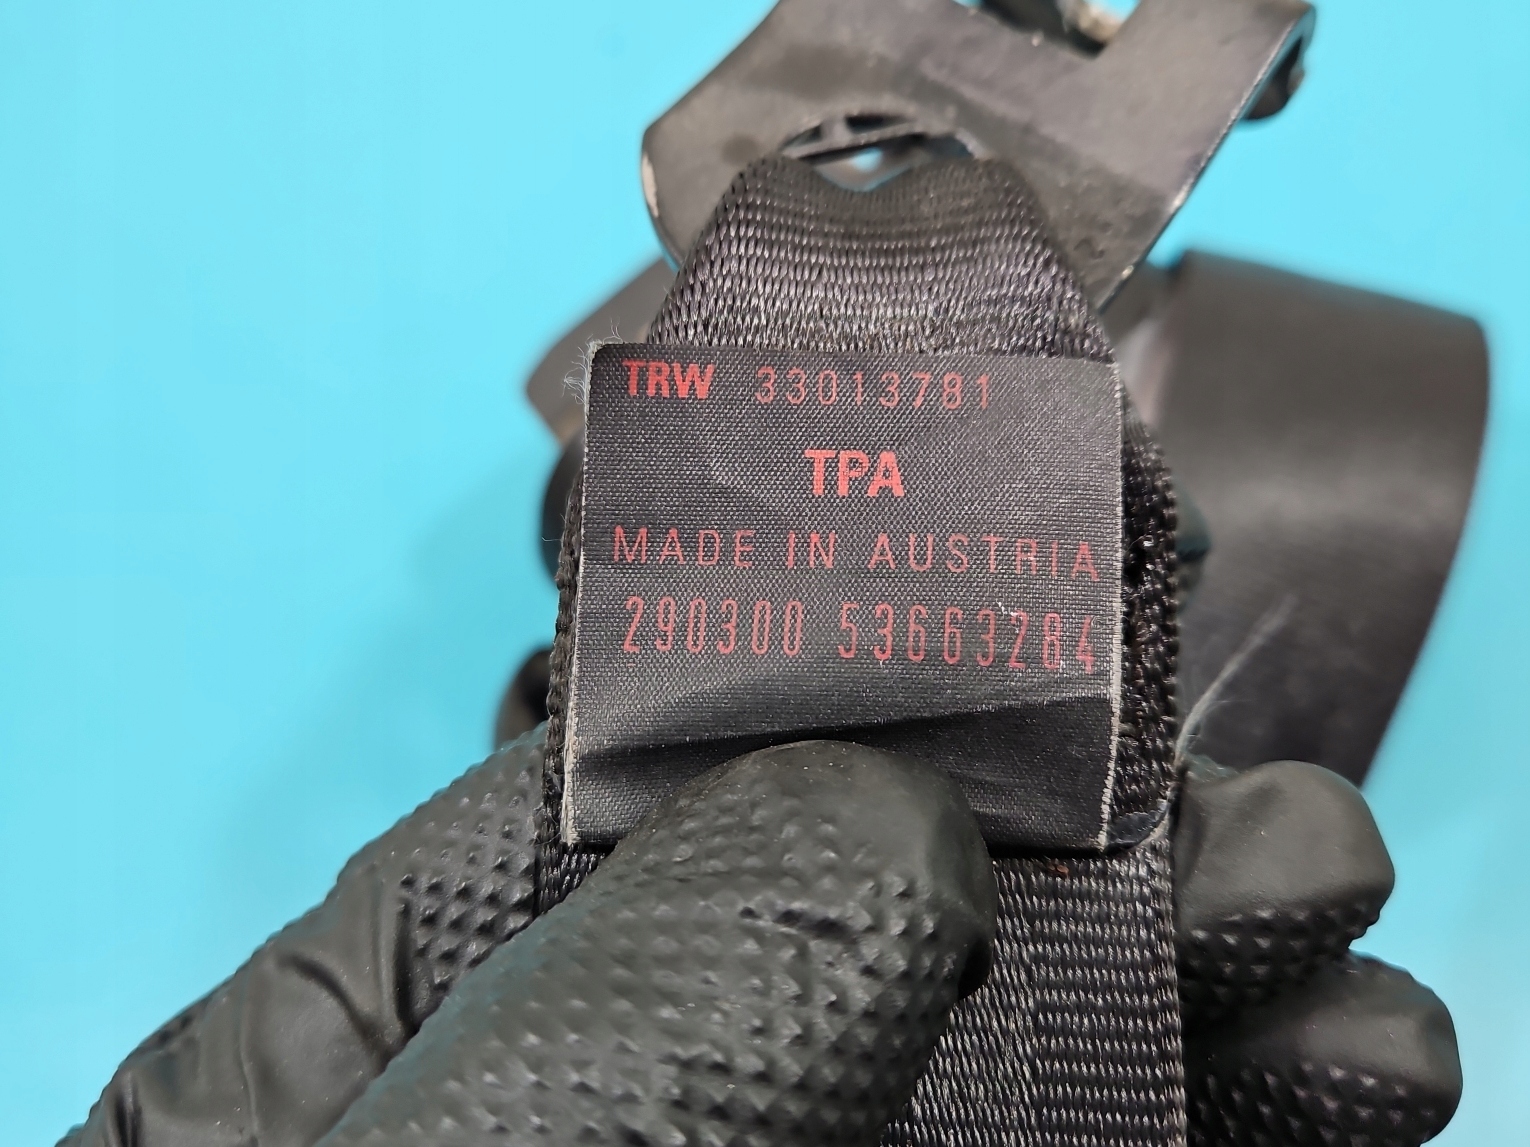 TRW 33013781
TPA
MADE IN AUSTRIA
290300 53663284